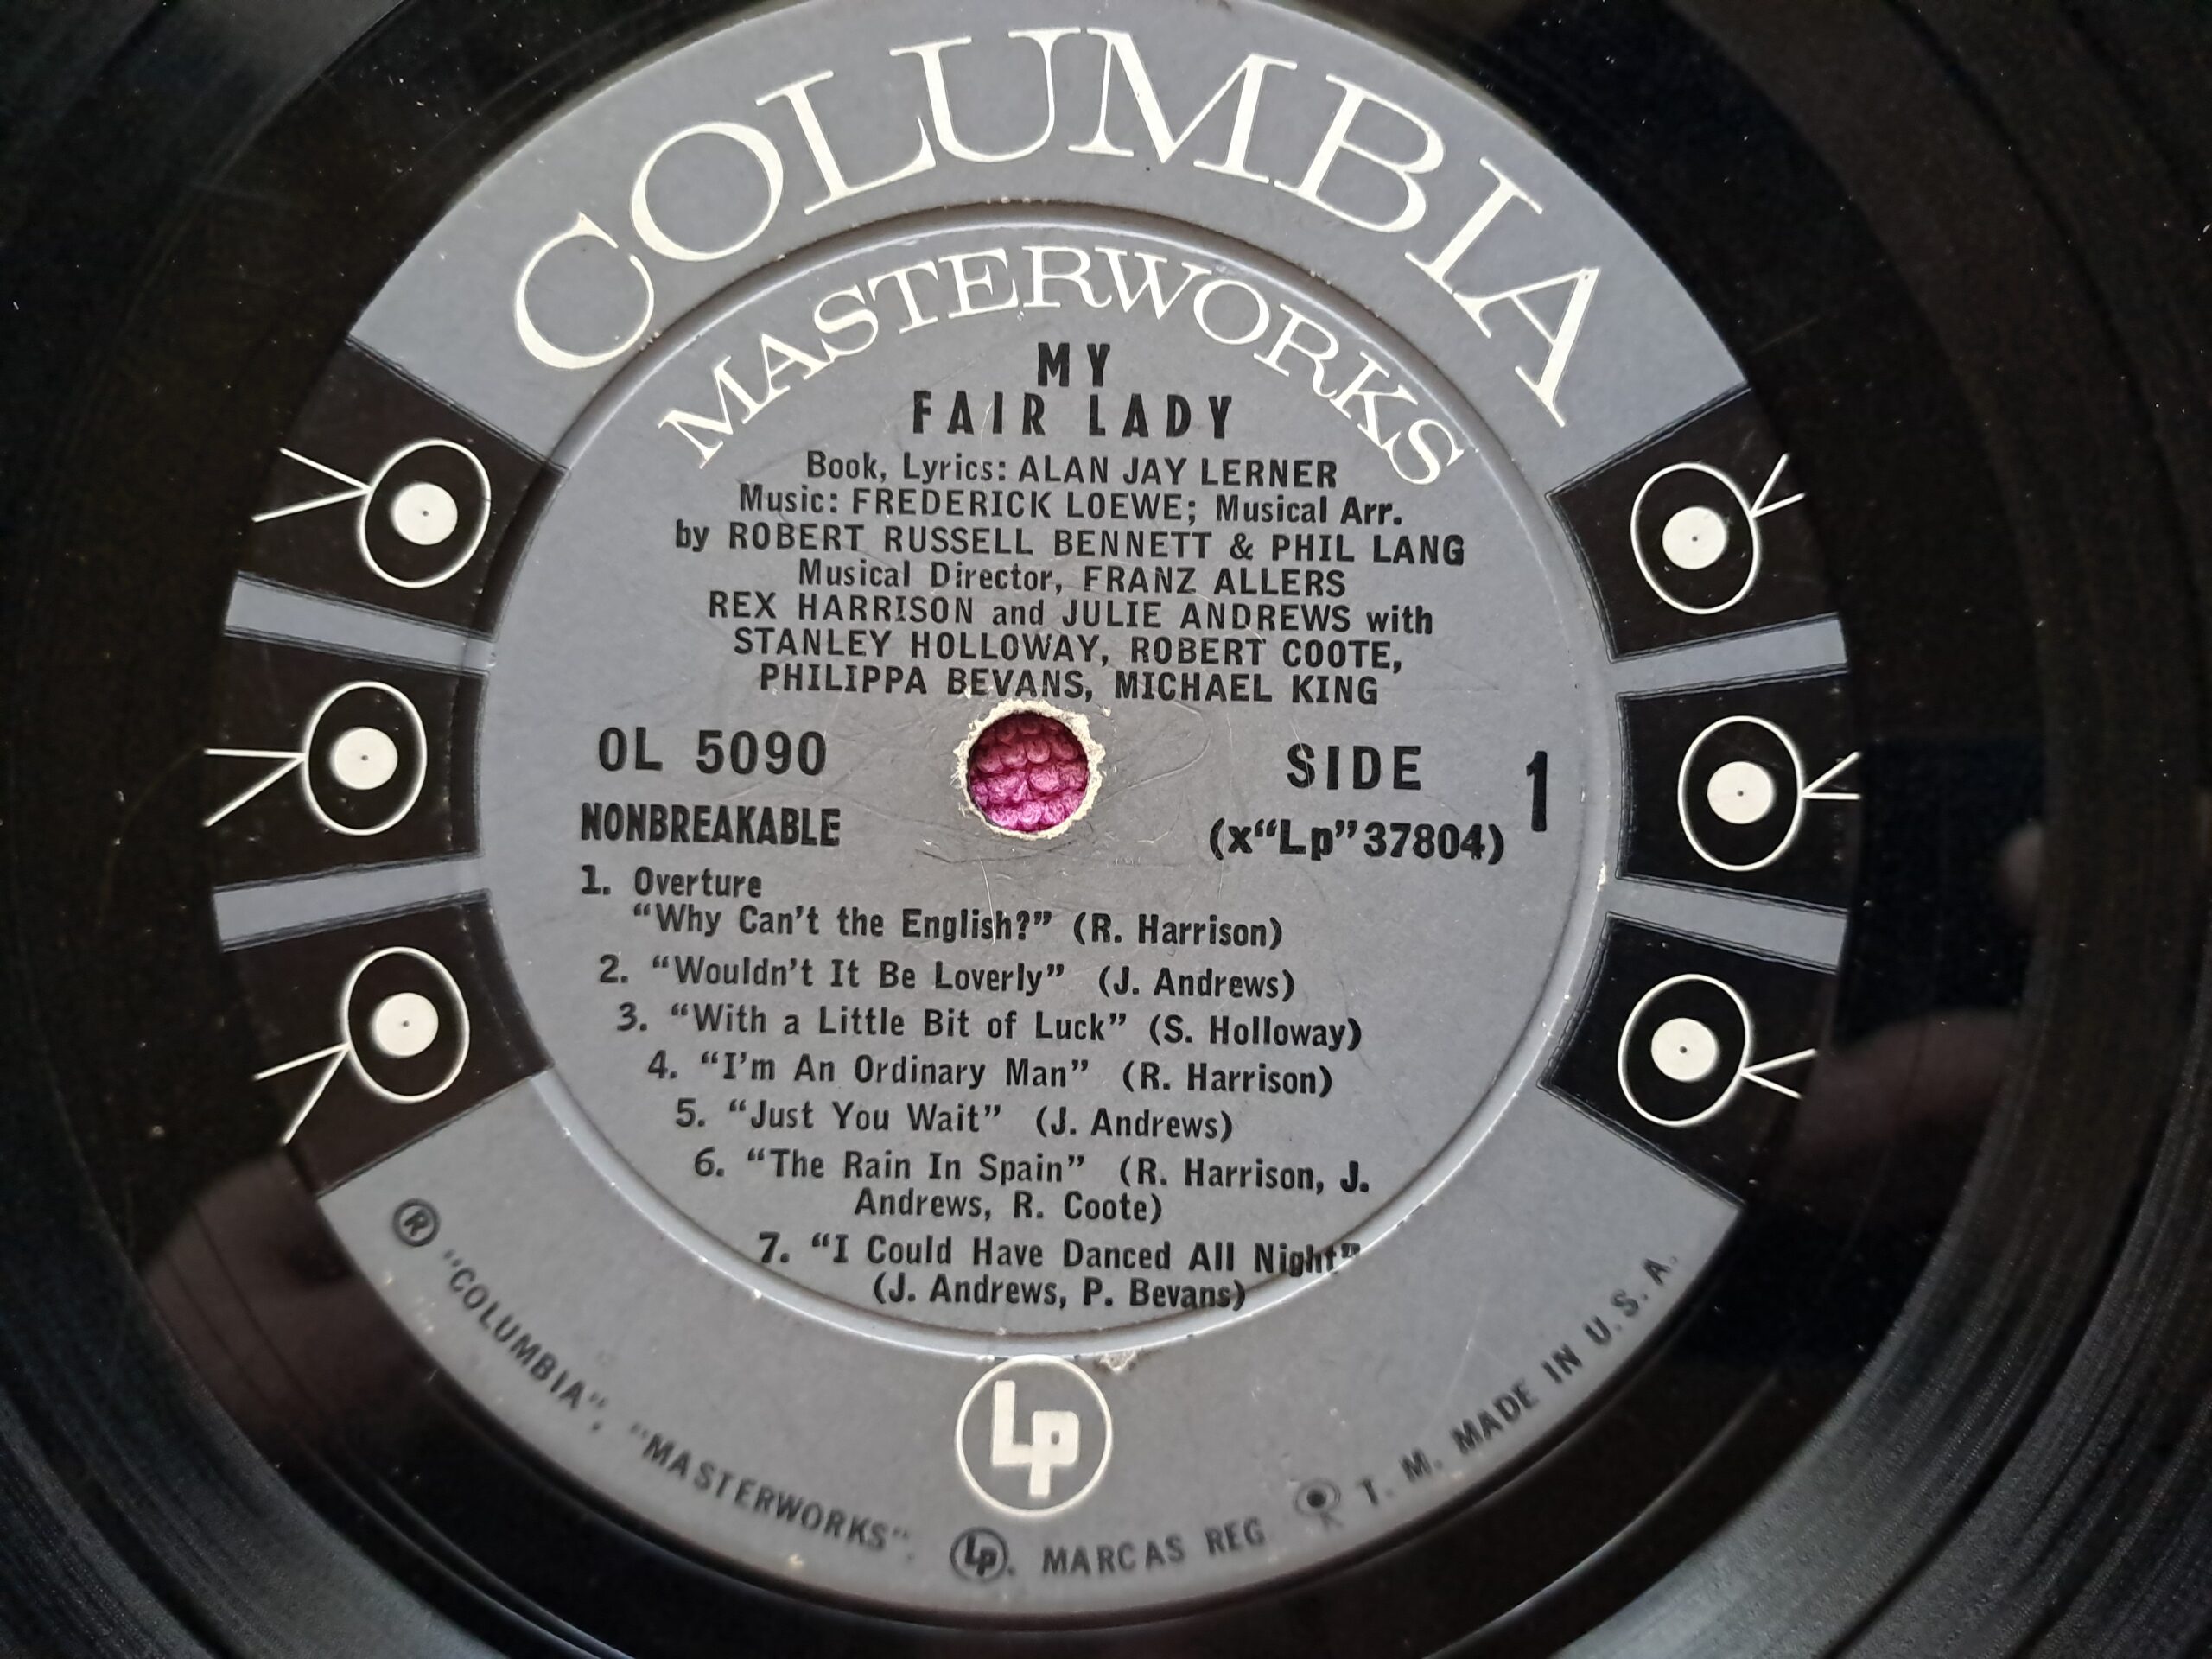 COLUMBIA
MASTERWORKS
MY
FAIR LADY
Book, Lyrics: ALAN JAY LERNER
Music: FREDERICK LOEWE; Musical Arr.
by ROBERT RUSSELL BENNETT & PHIL LANG
Musical Director, FRANZ ALLERS
REX HARRISON and JULIE ANDREWS with
STANLEY HOLLOWAY, ROBERT COOTE,
PHILIPPA BEVANS, MICHAEL KING
OL 5090
NONBREAKABLE
SIDE 1
(x“Lp”37804)
1. Overture
“Why Can't the English?” (R. Harrison)
2. “Wouldn't It Be Loverly” (J. Andrews)
3. “With a Little Bit of Luck” (S. Holloway)
4. “I'm An Ordinary Man” (R. Harrison)
5. “Just You Wait” (J. Andrews)
6. “The Rain In Spain” (R. Harrison, J.
Andrews, R. Coote)
7. “I Could Have Danced All Night”
(J. Andrews, P. Bevans)
Lp
® “COLUMBIA”, “MASTERWORKS”. Lp. MARCAS REG. T. M. MADE IN U. S. A.